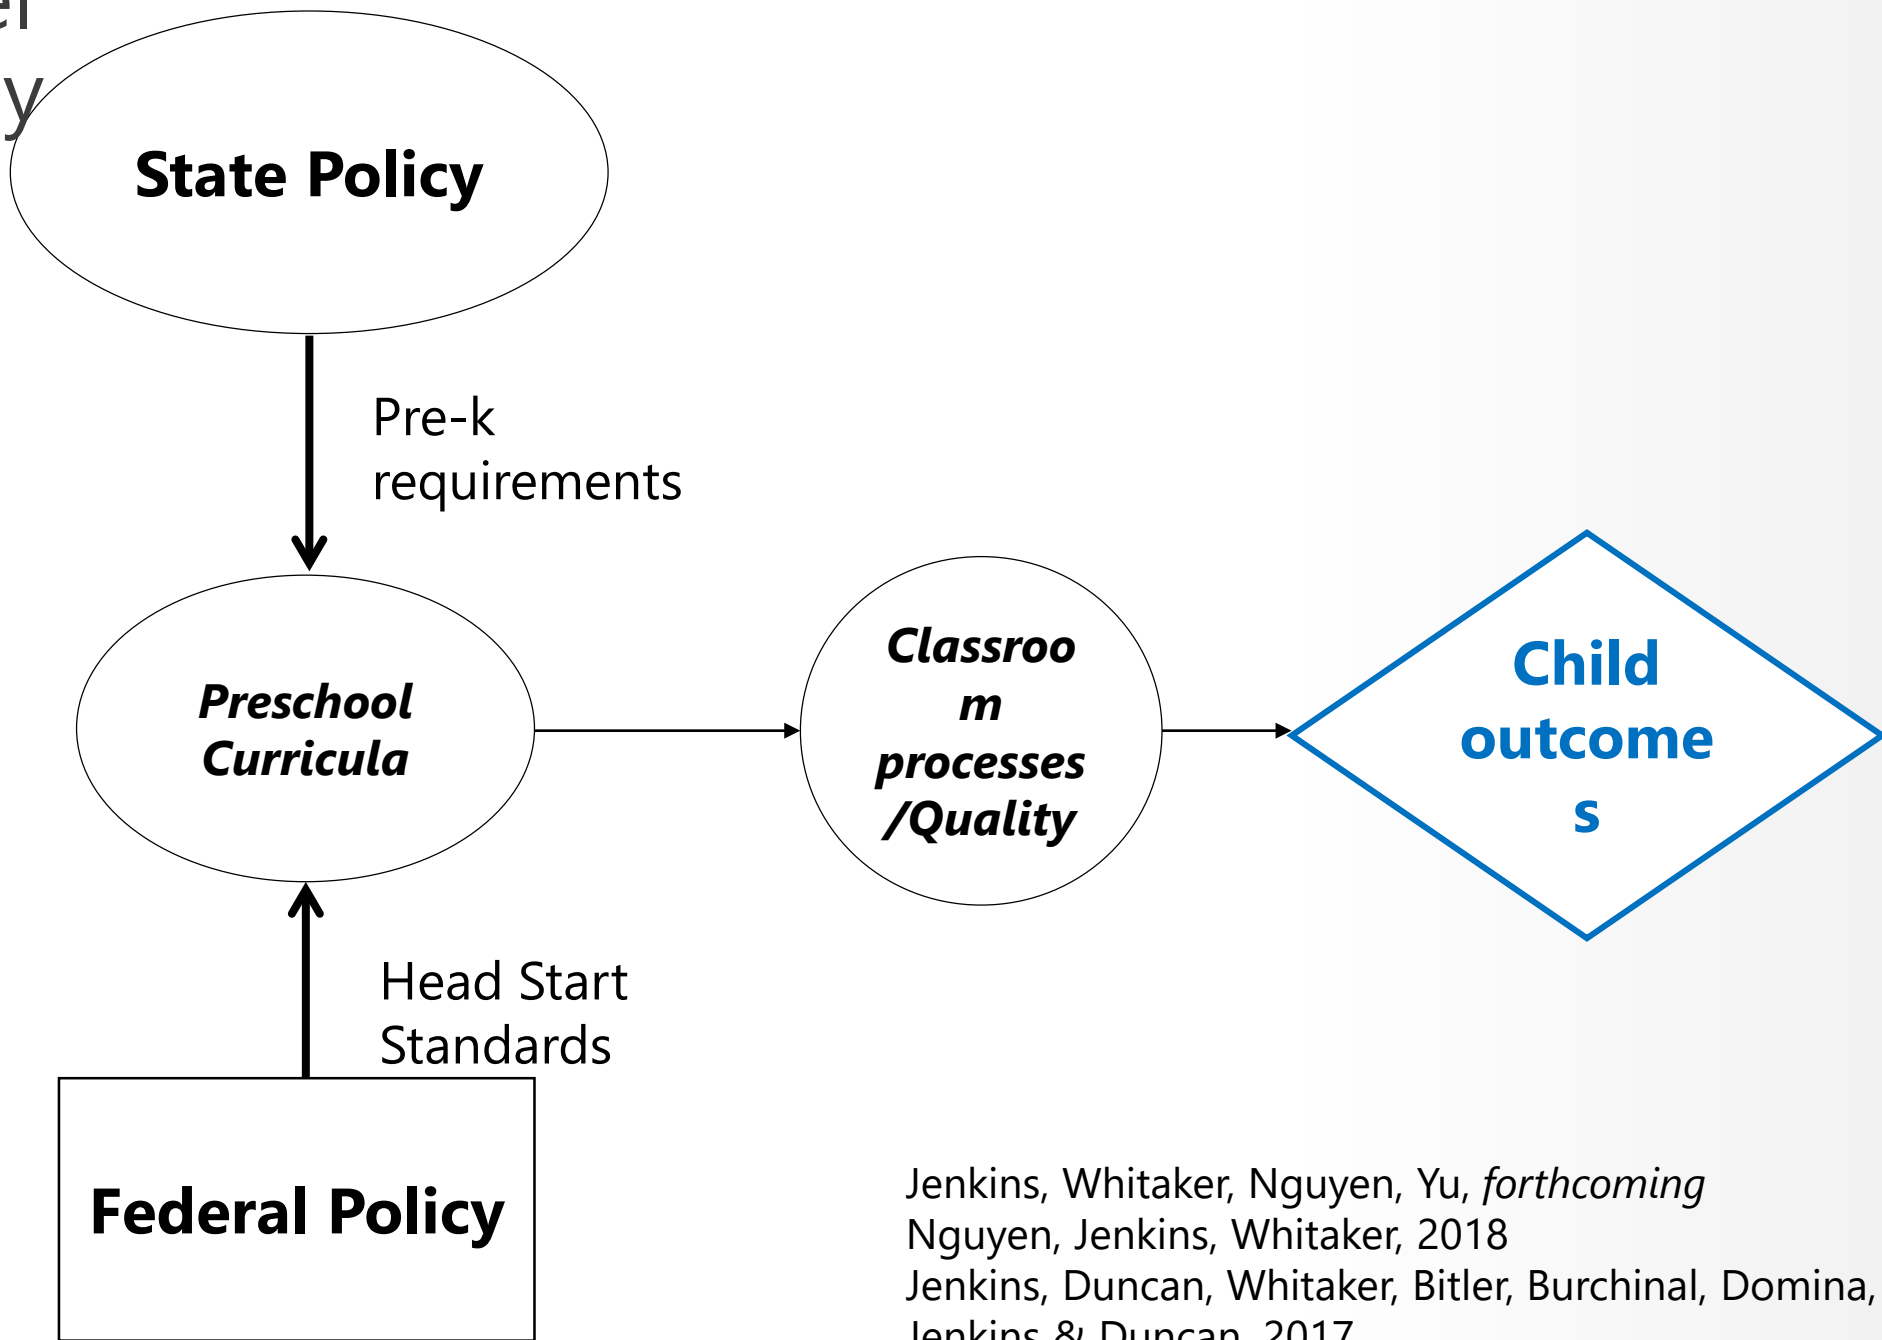 y
State Policy
Pre-k
requirements
Preschool
Curricula
Classroo
m
processes
/Quality
Child
outcome
s
Head Start
Standards
Federal Policy
Jenkins, Whitaker, Nguyen, Yu, forthcoming
Nguyen, Jenkins, Whitaker, 2018
Jenkins, Duncan, Whitaker, Bitler, Burchinal, Domina,
Jenkins & Duncan, 2017